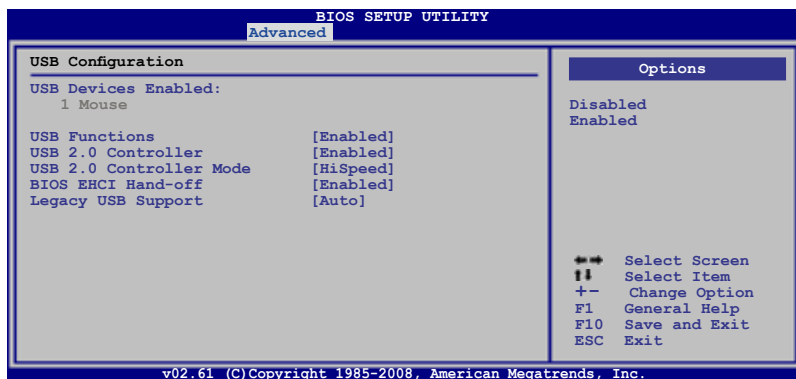 BIOS SETUP UTILITY
Advanced
USB Configuration
USB Devices Enabled:
1 Mouse
USB Functions [Enabled]
USB 2.0 Controller [Enabled]
USB 2.0 Controller Mode [HiSpeed]
BIOS EHCI Hand-off [Enabled]
Legacy USB Support [Auto]
Options
Disabled
Enabled
←→ Select Screen
↑↓ Select Item
+- Change Option
F1 General Help
F10 Save and Exit
ESC Exit
v02.61 (C)Copyright 1985-2008, American Megatrends, Inc.